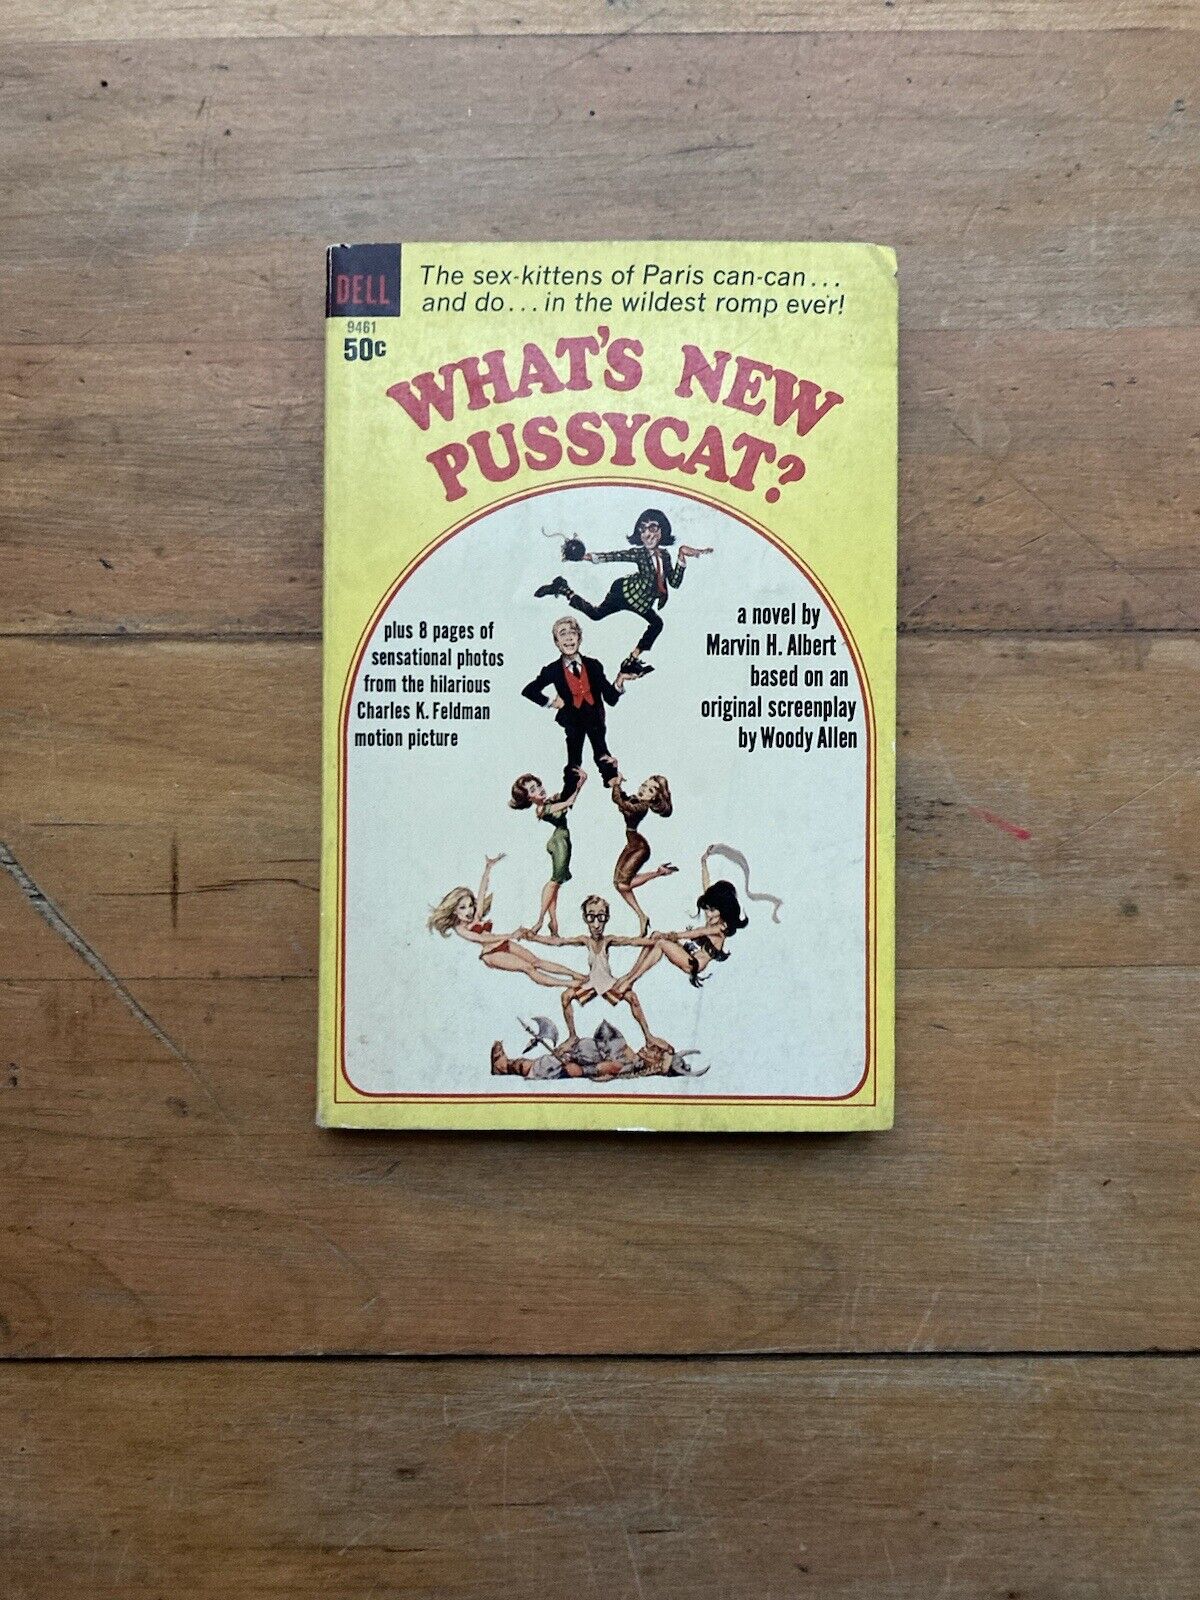 DELL
9461
50c
The sex-kittens of Paris can-can...
and do...in the wildest romp ever!
WHAT'S NEW
PUSSYCAT?
plus 8 pages of
sensational photos
from the hilarious
Charles K. Feldman
motion picture
a novel by
Marvin H. Albert
based on an
original screenplay
by Woody Allen